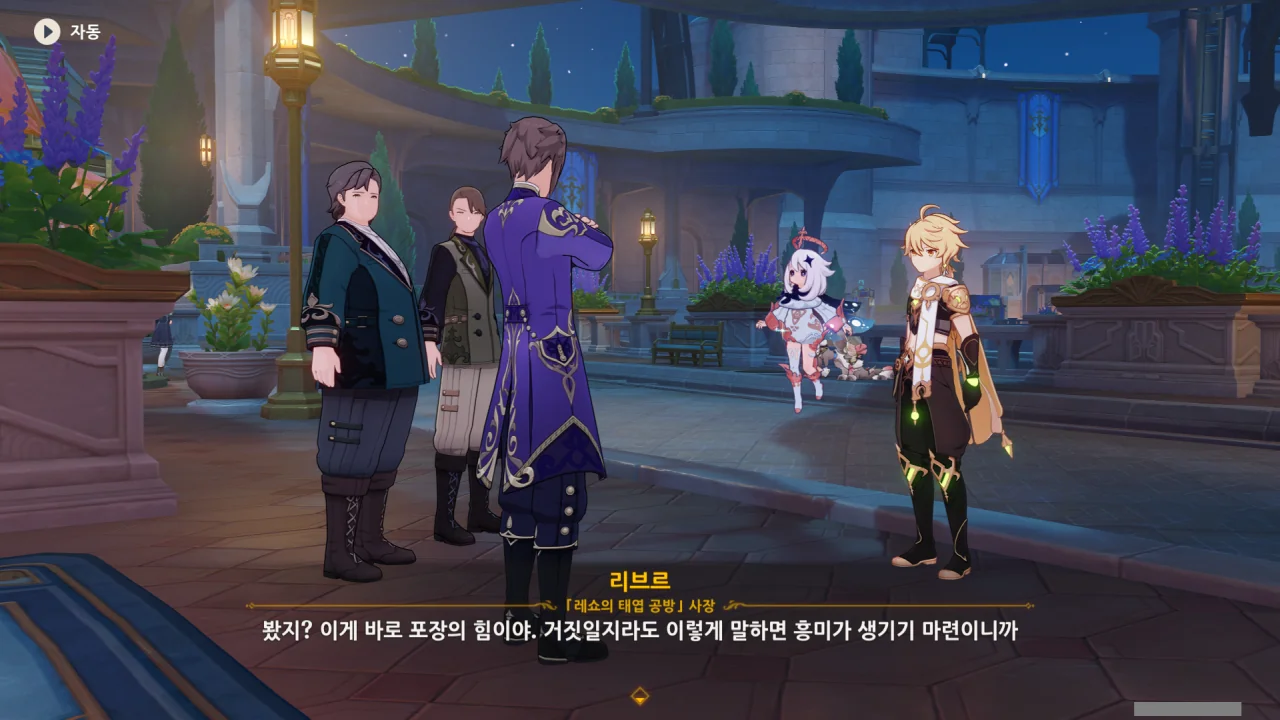 자동
리브르
「레쇼의 태엽 공방」 사장
봤지? 이게 바로 포장의 힘이야. 거짓일지라도 이렇게 말하면 흥미가 생기기 마련이니까